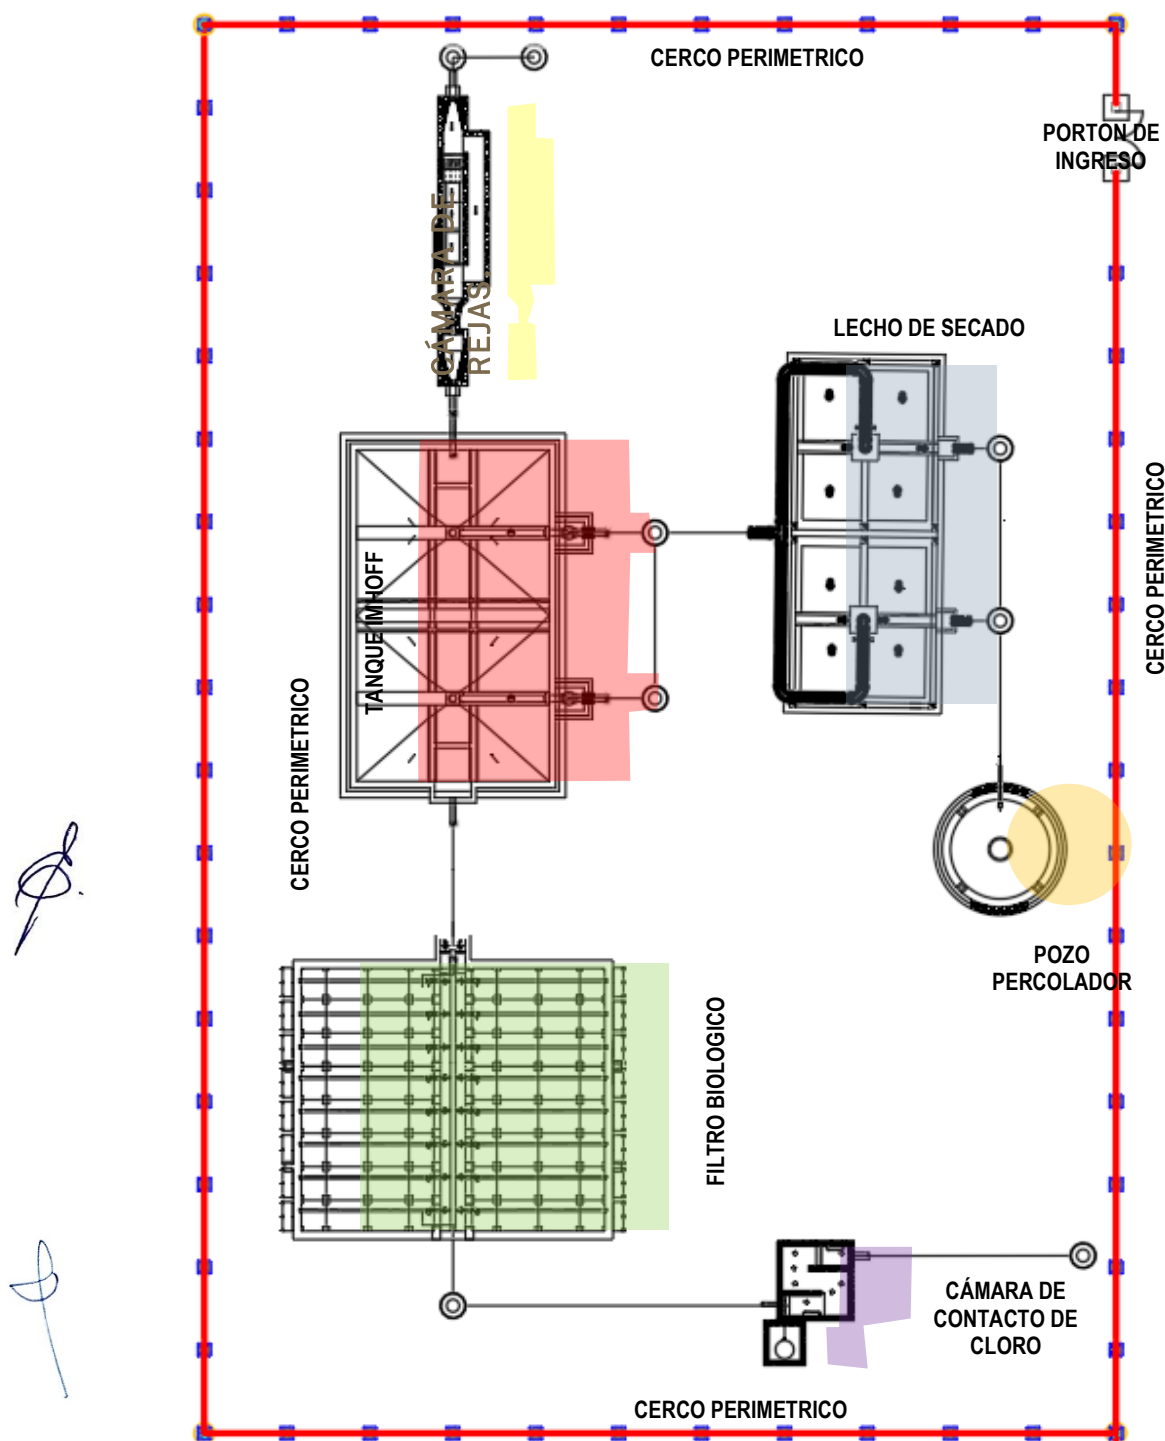 CERCO PERIMETRICO
PORTON DE
INGRESO
CÁMARA DE
REJAS
LECHO DE SECADO
CERCO PERIMETRICO
TANQUE IMHOFF
CERCO PERIMETRICO
POZO
PERCOLADOR
FILTRO BIOLOGICO
CÁMARA DE
CONTACTO DE
CLORO
CERCO PERIMETRICO